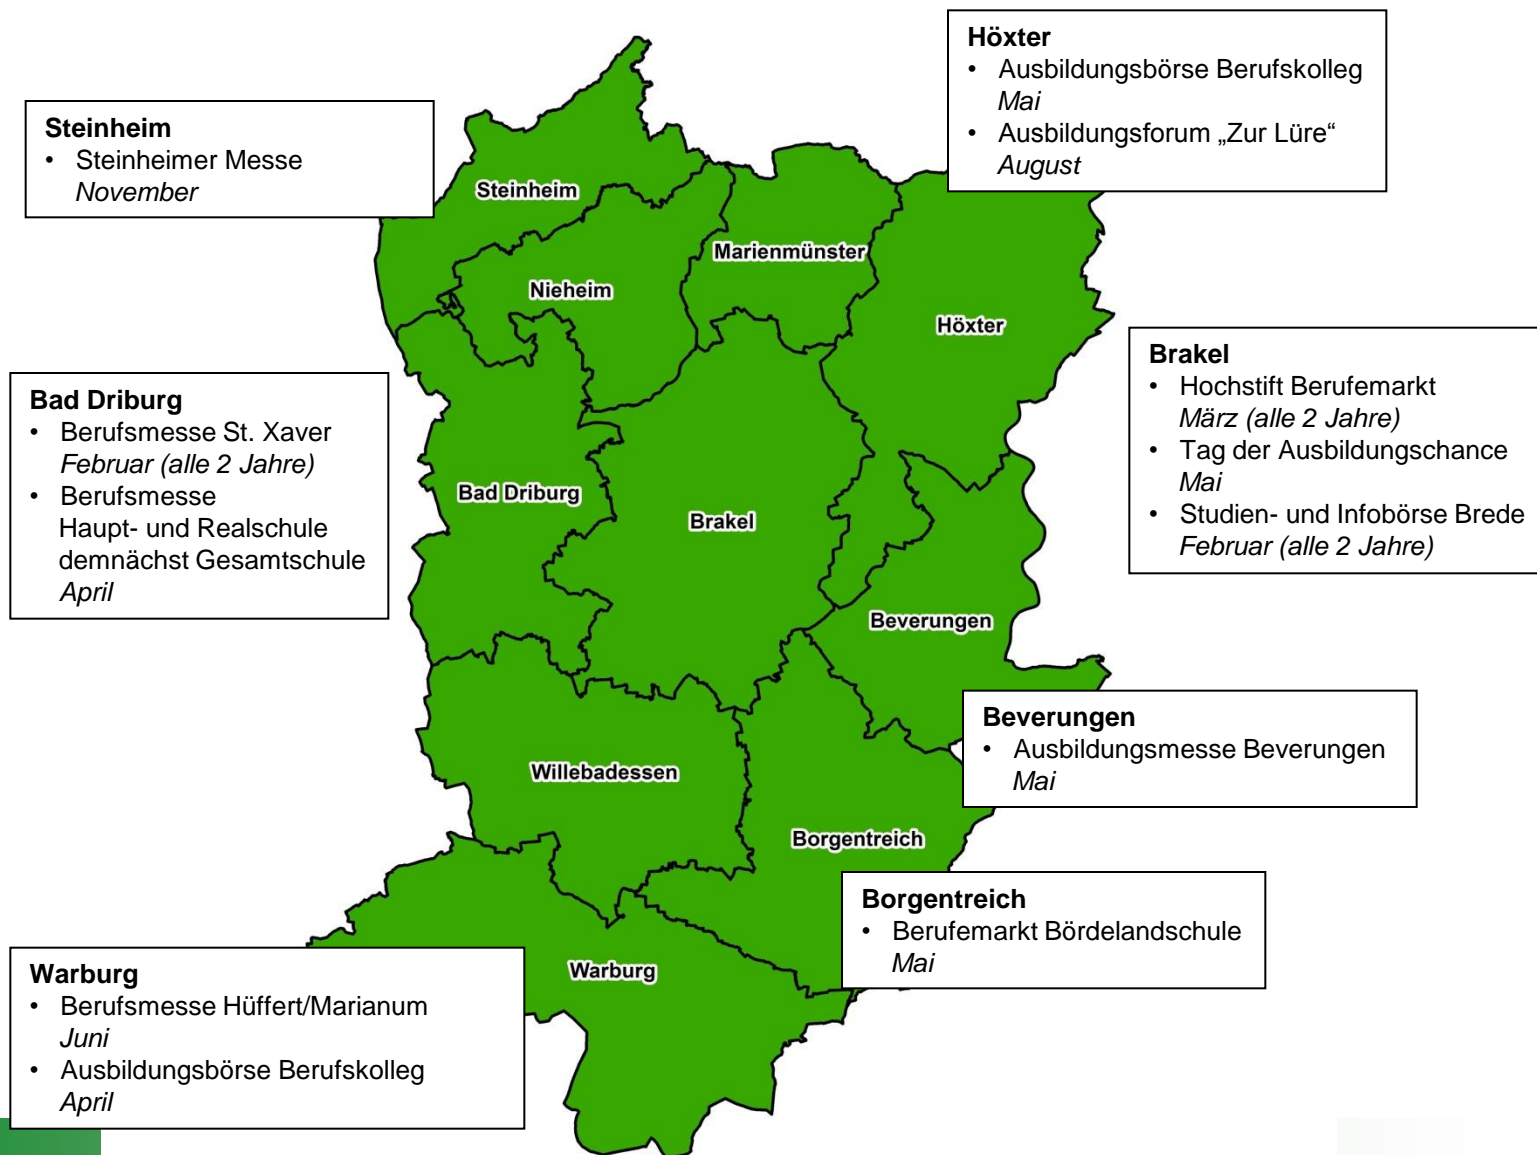 Höxter
• Ausbildungsbörse Berufskolleg
Mai
• Ausbildungsforum „Zur Lüre“
August
Steinheim
• Steinheimer Messe
November
Steinheim
Marienmünster
Nieheim
Höxter
Brakel
• Hochstift Berufemarkt
März (alle 2 Jahre)
• Tag der Ausbildungschance
Mai
• Studien- und Infobörse Brede
Februar (alle 2 Jahre)
Bad Driburg
• Berufsmesse St. Xaver
Februar (alle 2 Jahre)
• Berufsmesse
Haupt- und Realschule
demnächst Gesamtschule
April
Bad Driburg
Brakel
Beverungen
Beverungen
• Ausbildungsmesse Beverungen
Mai
Willebadessen
Borgentreich
Borgentreich
• Berufemarkt Bördelandschule
Mai
Warburg
Warburg
• Berufsmesse Hüffert/Marianum
Juni
• Ausbildungsbörse Berufskolleg
April